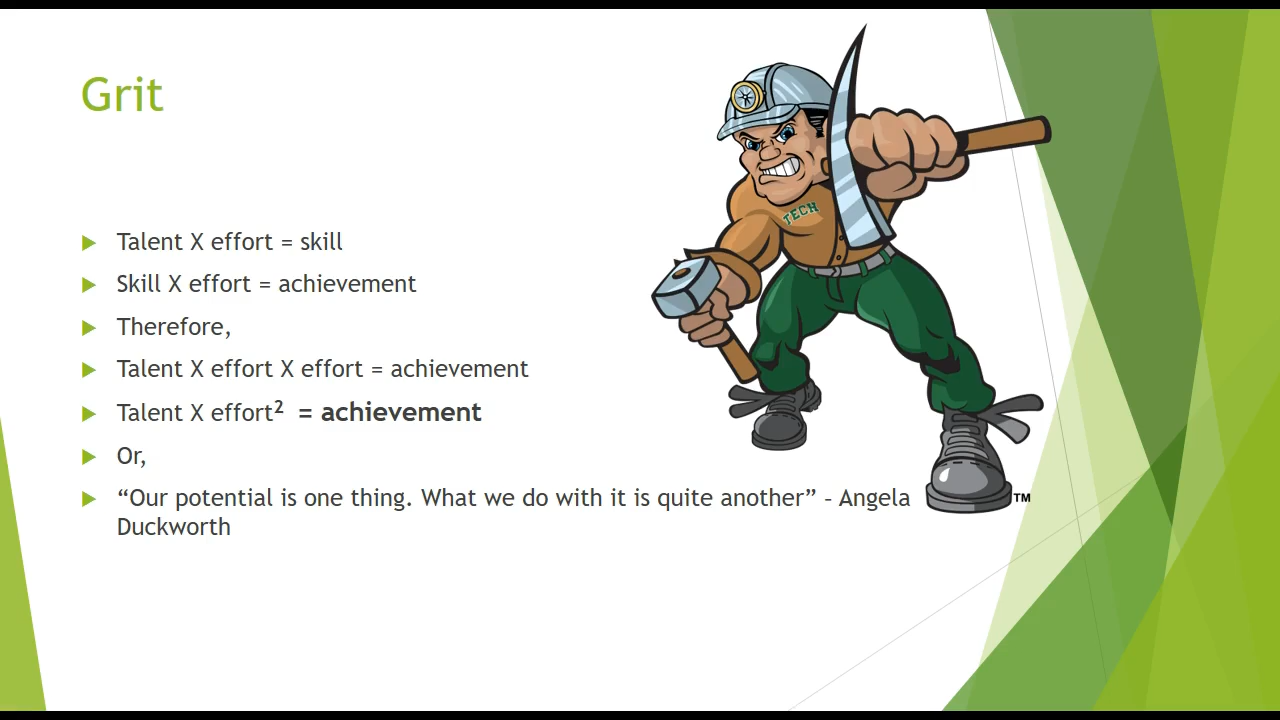 Grit
Talent X effort = skill
Skill X effort = achievement
Therefore,
Talent X effort X effort = achievement
Talent X effort² = achievement
Or,
“Our potential is one thing. What we do with it is quite another” – Angela
Duckworth
TECH
TM